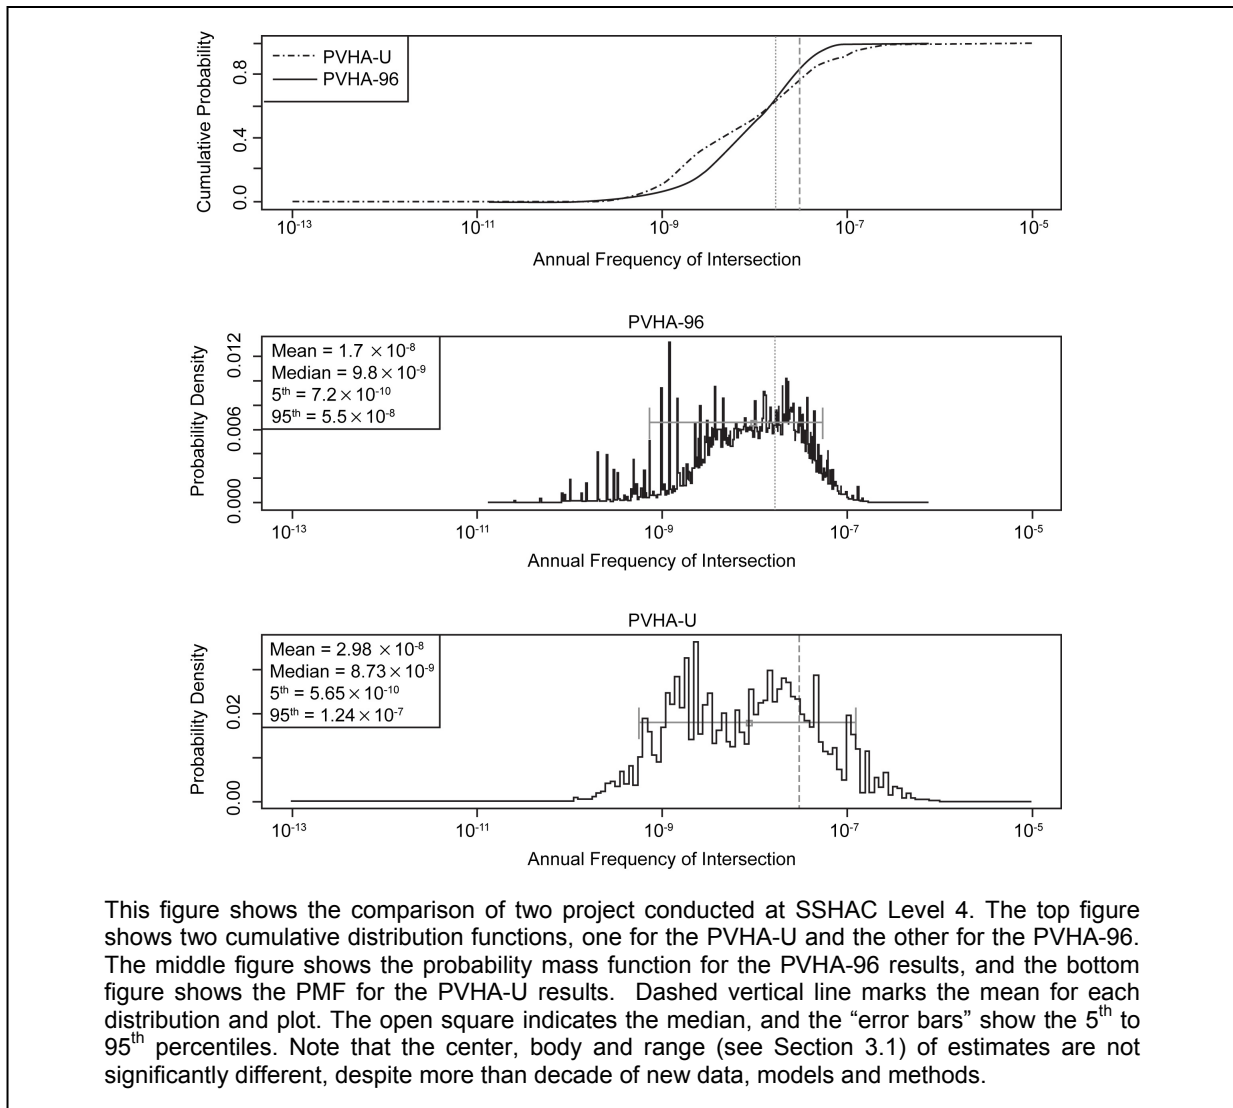 PVHA-U
PVHA-96
Cumulative Probability
0.0 0.4 0.8
10-13 10-11 10-9 10-7 10-5
Annual Frequency of Intersection
PVHA-96
Mean = 1.7 × 10-8
Median = 9.8 × 10-9
5th = 7.2 × 10-10
95th = 5.5 × 10-8
Probability Density
0.000 0.006 0.012
10-13 10-11 10-9 10-7 10-5
Annual Frequency of Intersection
PVHA-U
Mean = 2.98 × 10-8
Median = 8.73 × 10-9
5th = 5.65 × 10-10
95th = 1.24 × 10-7
Probability Density
0.00 0.02
10-13 10-11 10-9 10-7 10-5
Annual Frequency of Intersection
This figure shows the comparison of two project conducted at SSHAC Level 4. The top figure
shows two cumulative distribution functions, one for the PVHA-U and the other for the PVHA-96.
The middle figure shows the probability mass function for the PVHA-96 results, and the bottom
figure shows the PMF for the PVHA-U results. Dashed vertical line marks the mean for each
distribution and plot. The open square indicates the median, and the “error bars” show the 5th to
95th percentiles. Note that the center, body and range (see Section 3.1) of estimates are not
significantly different, despite more than decade of new data, models and methods.